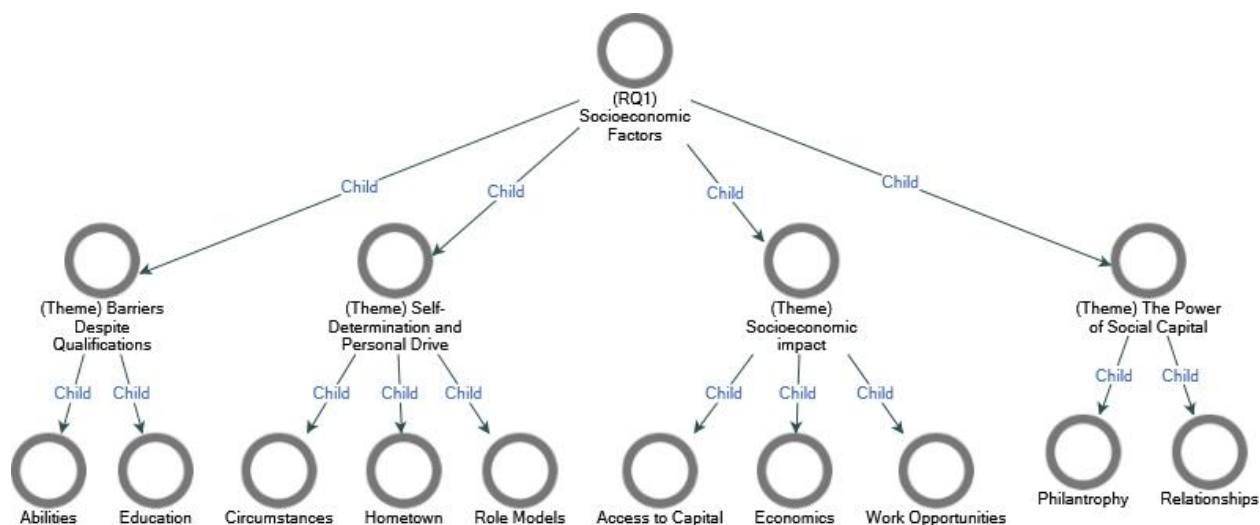 (RQ1)
Socioeconomic
Factors
Child
Child
Child
Child
(Theme) Barriers
Despite
Qualifications
(Theme) Self-
Determination and
Personal Drive
(Theme)
Socioeconomic
impact
(Theme) The Power
of Social Capital
Child
Child
Child
Child
Child
Child
Child
Child
Child
Child
Abilities
Education
Circumstances
Hometown
Role Models
Access to Capital
Economics
Work Opportunities
Philantrophy
Relationships